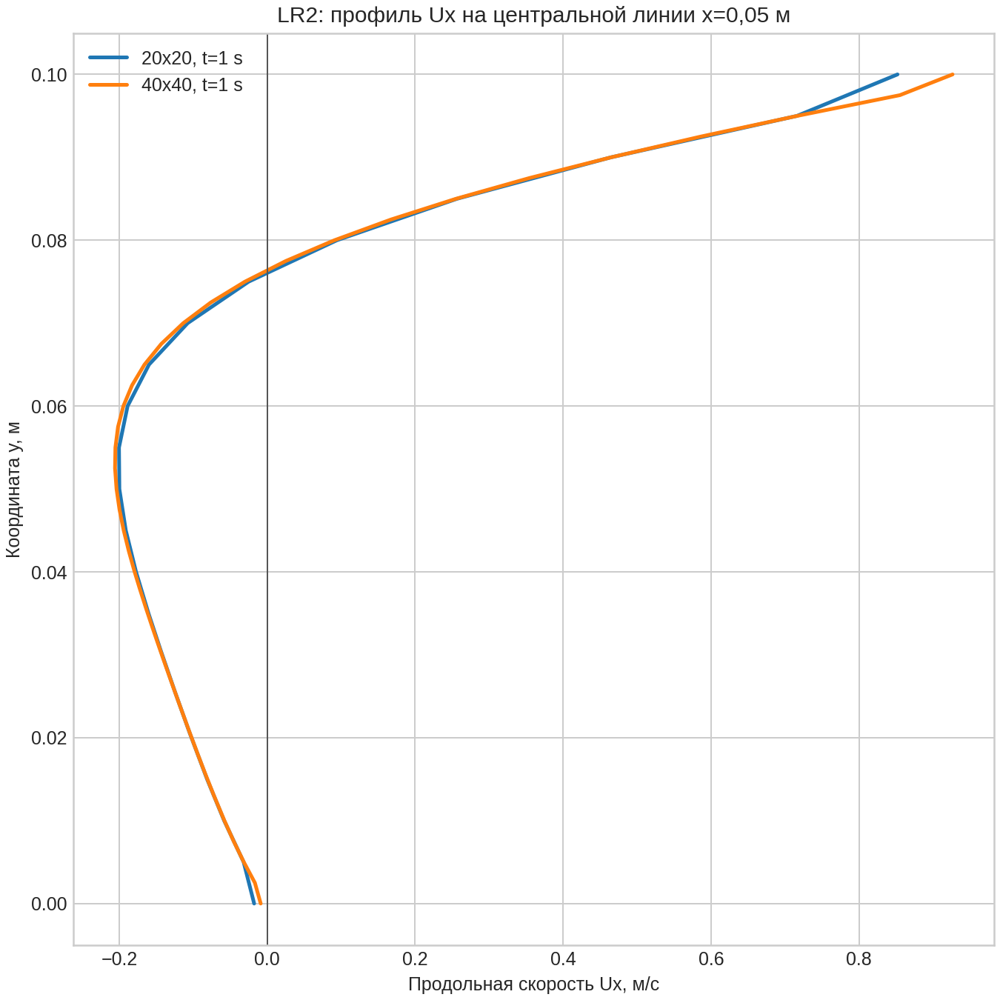 LR2: профиль Ux на центральной линии x=0,05 м
20x20, t=1 s
40x40, t=1 s
0.10
0.08
0.06
0.04
0.02
0.00
Координата y, м
−0.2 0.0 0.2 0.4 0.6 0.8
Продольная скорость Ux, м/с